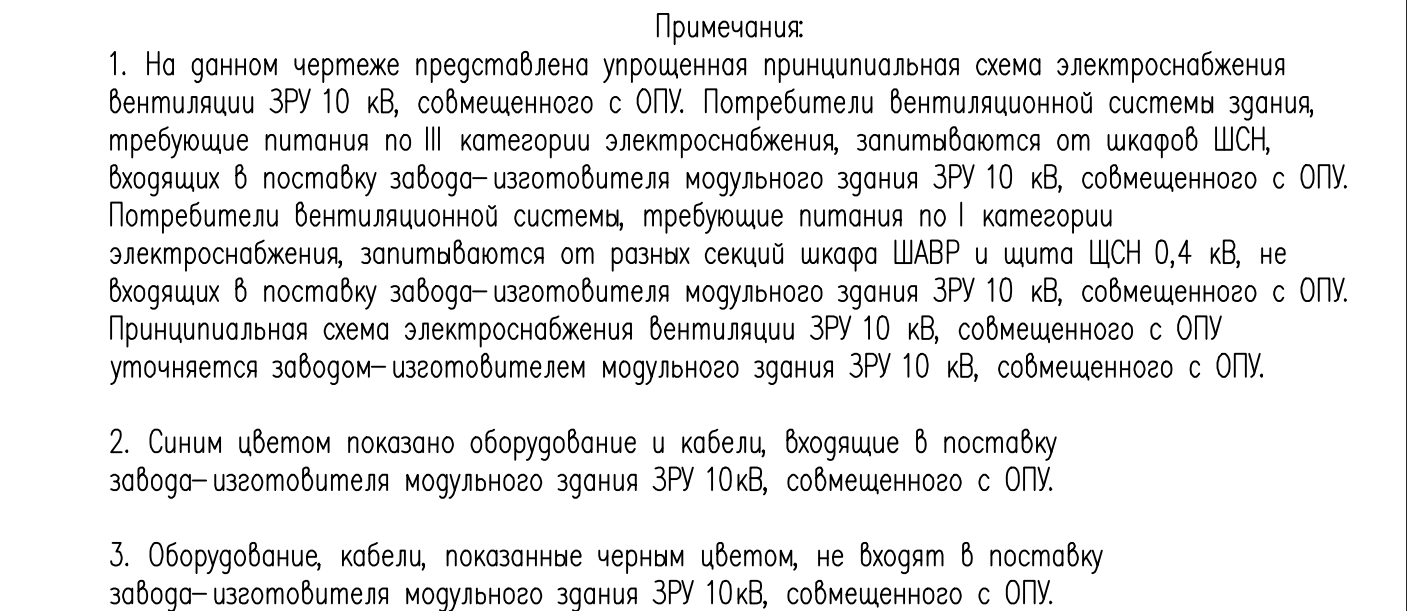 Примечания:
1. На данном чертеже представлена упрощенная принципиальная схема электроснабжения
вентиляции ЗРУ 10 кВ, совмещенного с ОПУ. Потребители вентиляционной системы здания,
требующие питания по III категории электроснабжения, запитываются от шкафов ШСН,
входящих в поставку завода-изготовителя модульного здания ЗРУ 10 кВ, совмещенного с ОПУ.
Потребители вентиляционной системы, требующие питания по I категории
электроснабжения, запитываются от разных секций шкафа ШАВР и щита ЩСН 0,4 кВ, не
входящих в поставку завода-изготовителя модульного здания ЗРУ 10 кВ, совмещенного с ОПУ.
Принципиальная схема электроснабжения вентиляции ЗРУ 10 кВ, совмещенного с ОПУ
уточняется заводом-изготовителем модульного здания ЗРУ 10 кВ, совмещенного с ОПУ.
2. Синим цветом показано оборудование и кабели, входящие в поставку
завода-изготовителя модульного здания ЗРУ 10кВ, совмещенного с ОПУ.
3. Оборудование, кабели, показанные черным цветом, не входят в поставку
завода-изготовителя модульного здания ЗРУ 10кВ, совмещенного с ОПУ.